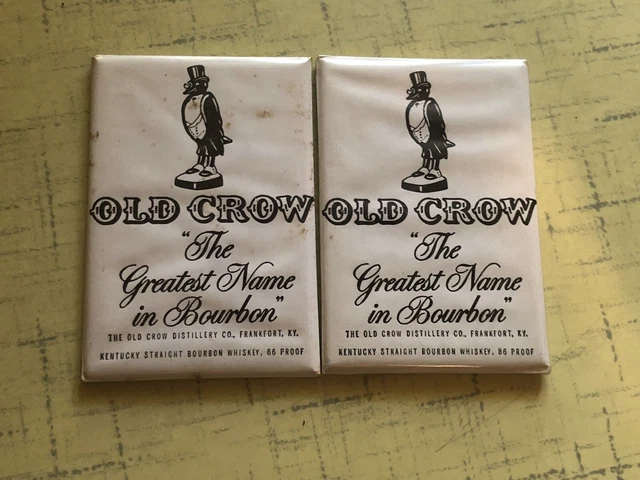 OLD CROW
"The
Greatest Name
in Bourbon"
THE OLD CROW DISTILLERY CO., FRANKFORT, KY.
KENTUCKY STRAIGHT BOURBON WHISKEY, 86 PROOF
OLD CROW
"The
Greatest Name
in Bourbon"
THE OLD CROW DISTILLERY CO., FRANKFORT, KY.
KENTUCKY STRAIGHT BOURBON WHISKEY, 86 PROOF